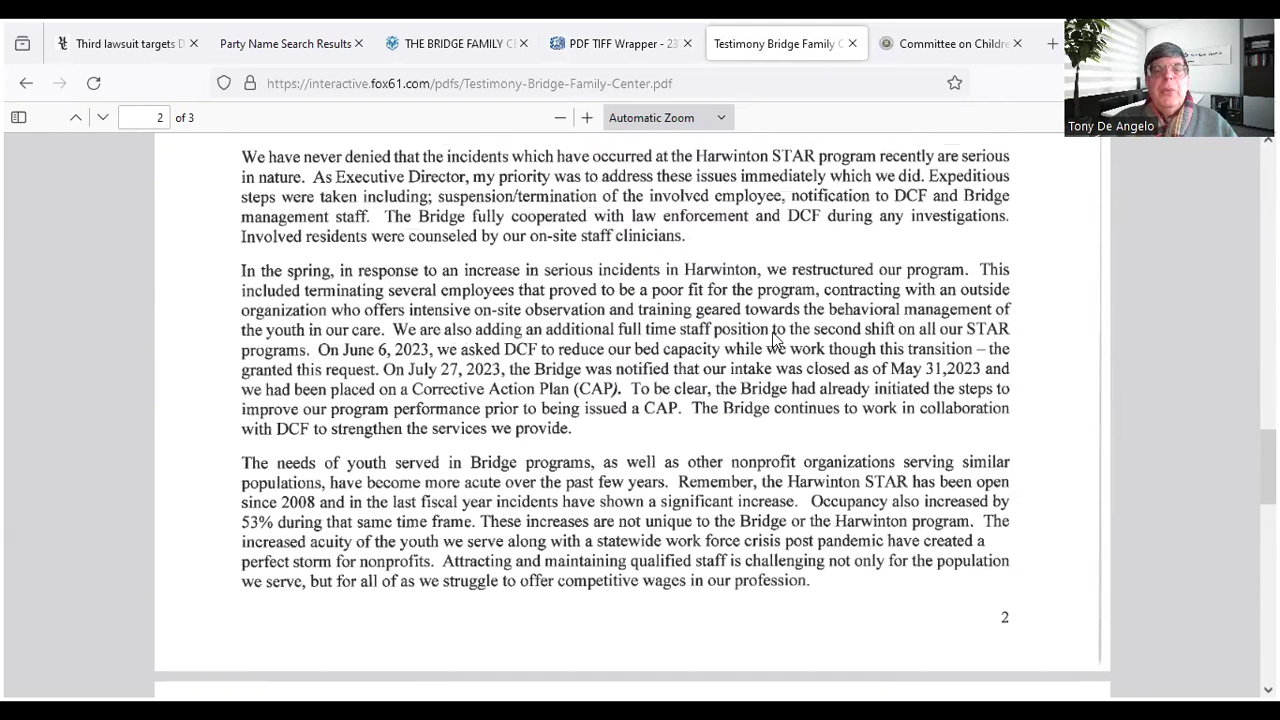 Third lawsuit targets D
Party Name Search Results
THE BRIDGE FAMILY C
PDF TIFF Wrapper - 23
Testimony Bridge Family C
Committee on Childre
https://interactive.fox61.com/pdfs/testimony-Bridge-Family-Center.pdf
2 of 3
Automatic Zoom
Tony De Angelo
We have never denied that the incidents which have occurred at the Harwinton STAR program recently are serious
in nature. As Executive Director, my priority was to address these issues immediately which we did. Expeditious
steps were taken including; suspension/termination of the involved employee, notification to DCF and Bridge
management staff. The Bridge fully cooperated with law enforcement and DCF during any investigations.
Involved residents were counseled by our on-site staff clinicians.
In the spring, in response to an increase in serious incidents in Harwinton, we restructured our program. This
included terminating several employees that proved to be a poor fit for the program, contracting with an outside
organization who offers intensive on-site observation and training geared towards the behavioral management of
the youth in our care. We are also adding an additional full time staff position to the second shift on all our STAR
programs. On June 6, 2023, we asked DCF to reduce our bed capacity while we work though this transition – the
granted this request. On July 27, 2023, the Bridge was notified that our intake was closed as of May 31,2023 and
we had been placed on a Corrective Action Plan (CAP). To be clear, the Bridge had already initiated the steps to
improve our program performance prior to being issued a CAP. The Bridge continues to work in collaboration
with DCF to strengthen the services we provide.
The needs of youth served in Bridge programs, as well as other nonprofit organizations serving similar
populations, have become more acute over the past few years. Remember, the Harwinton STAR has been open
since 2008 and in the last fiscal year incidents have shown a significant increase. Occupancy also increased by
53% during that same time frame. These increases are not unique to the Bridge or the Harwinton program. The
increased acuity of the youth we serve along with a statewide work force crisis post pandemic have created a
perfect storm for nonprofits. Attracting and maintaining qualified staff is challenging not only for the population
we serve, but for all of as we struggle to offer competitive wages in our profession.
2